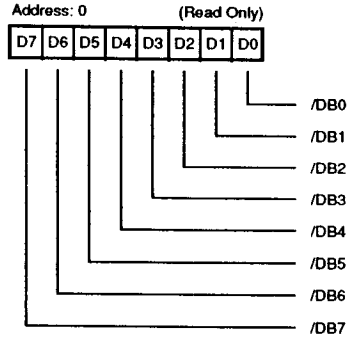 Address: 0 (Read Only)
D7 D6 D5 D4 D3 D2 D1 D0
/DB0
/DB1
/DB2
/DB3
/DB4
/DB5
/DB6
/DB7